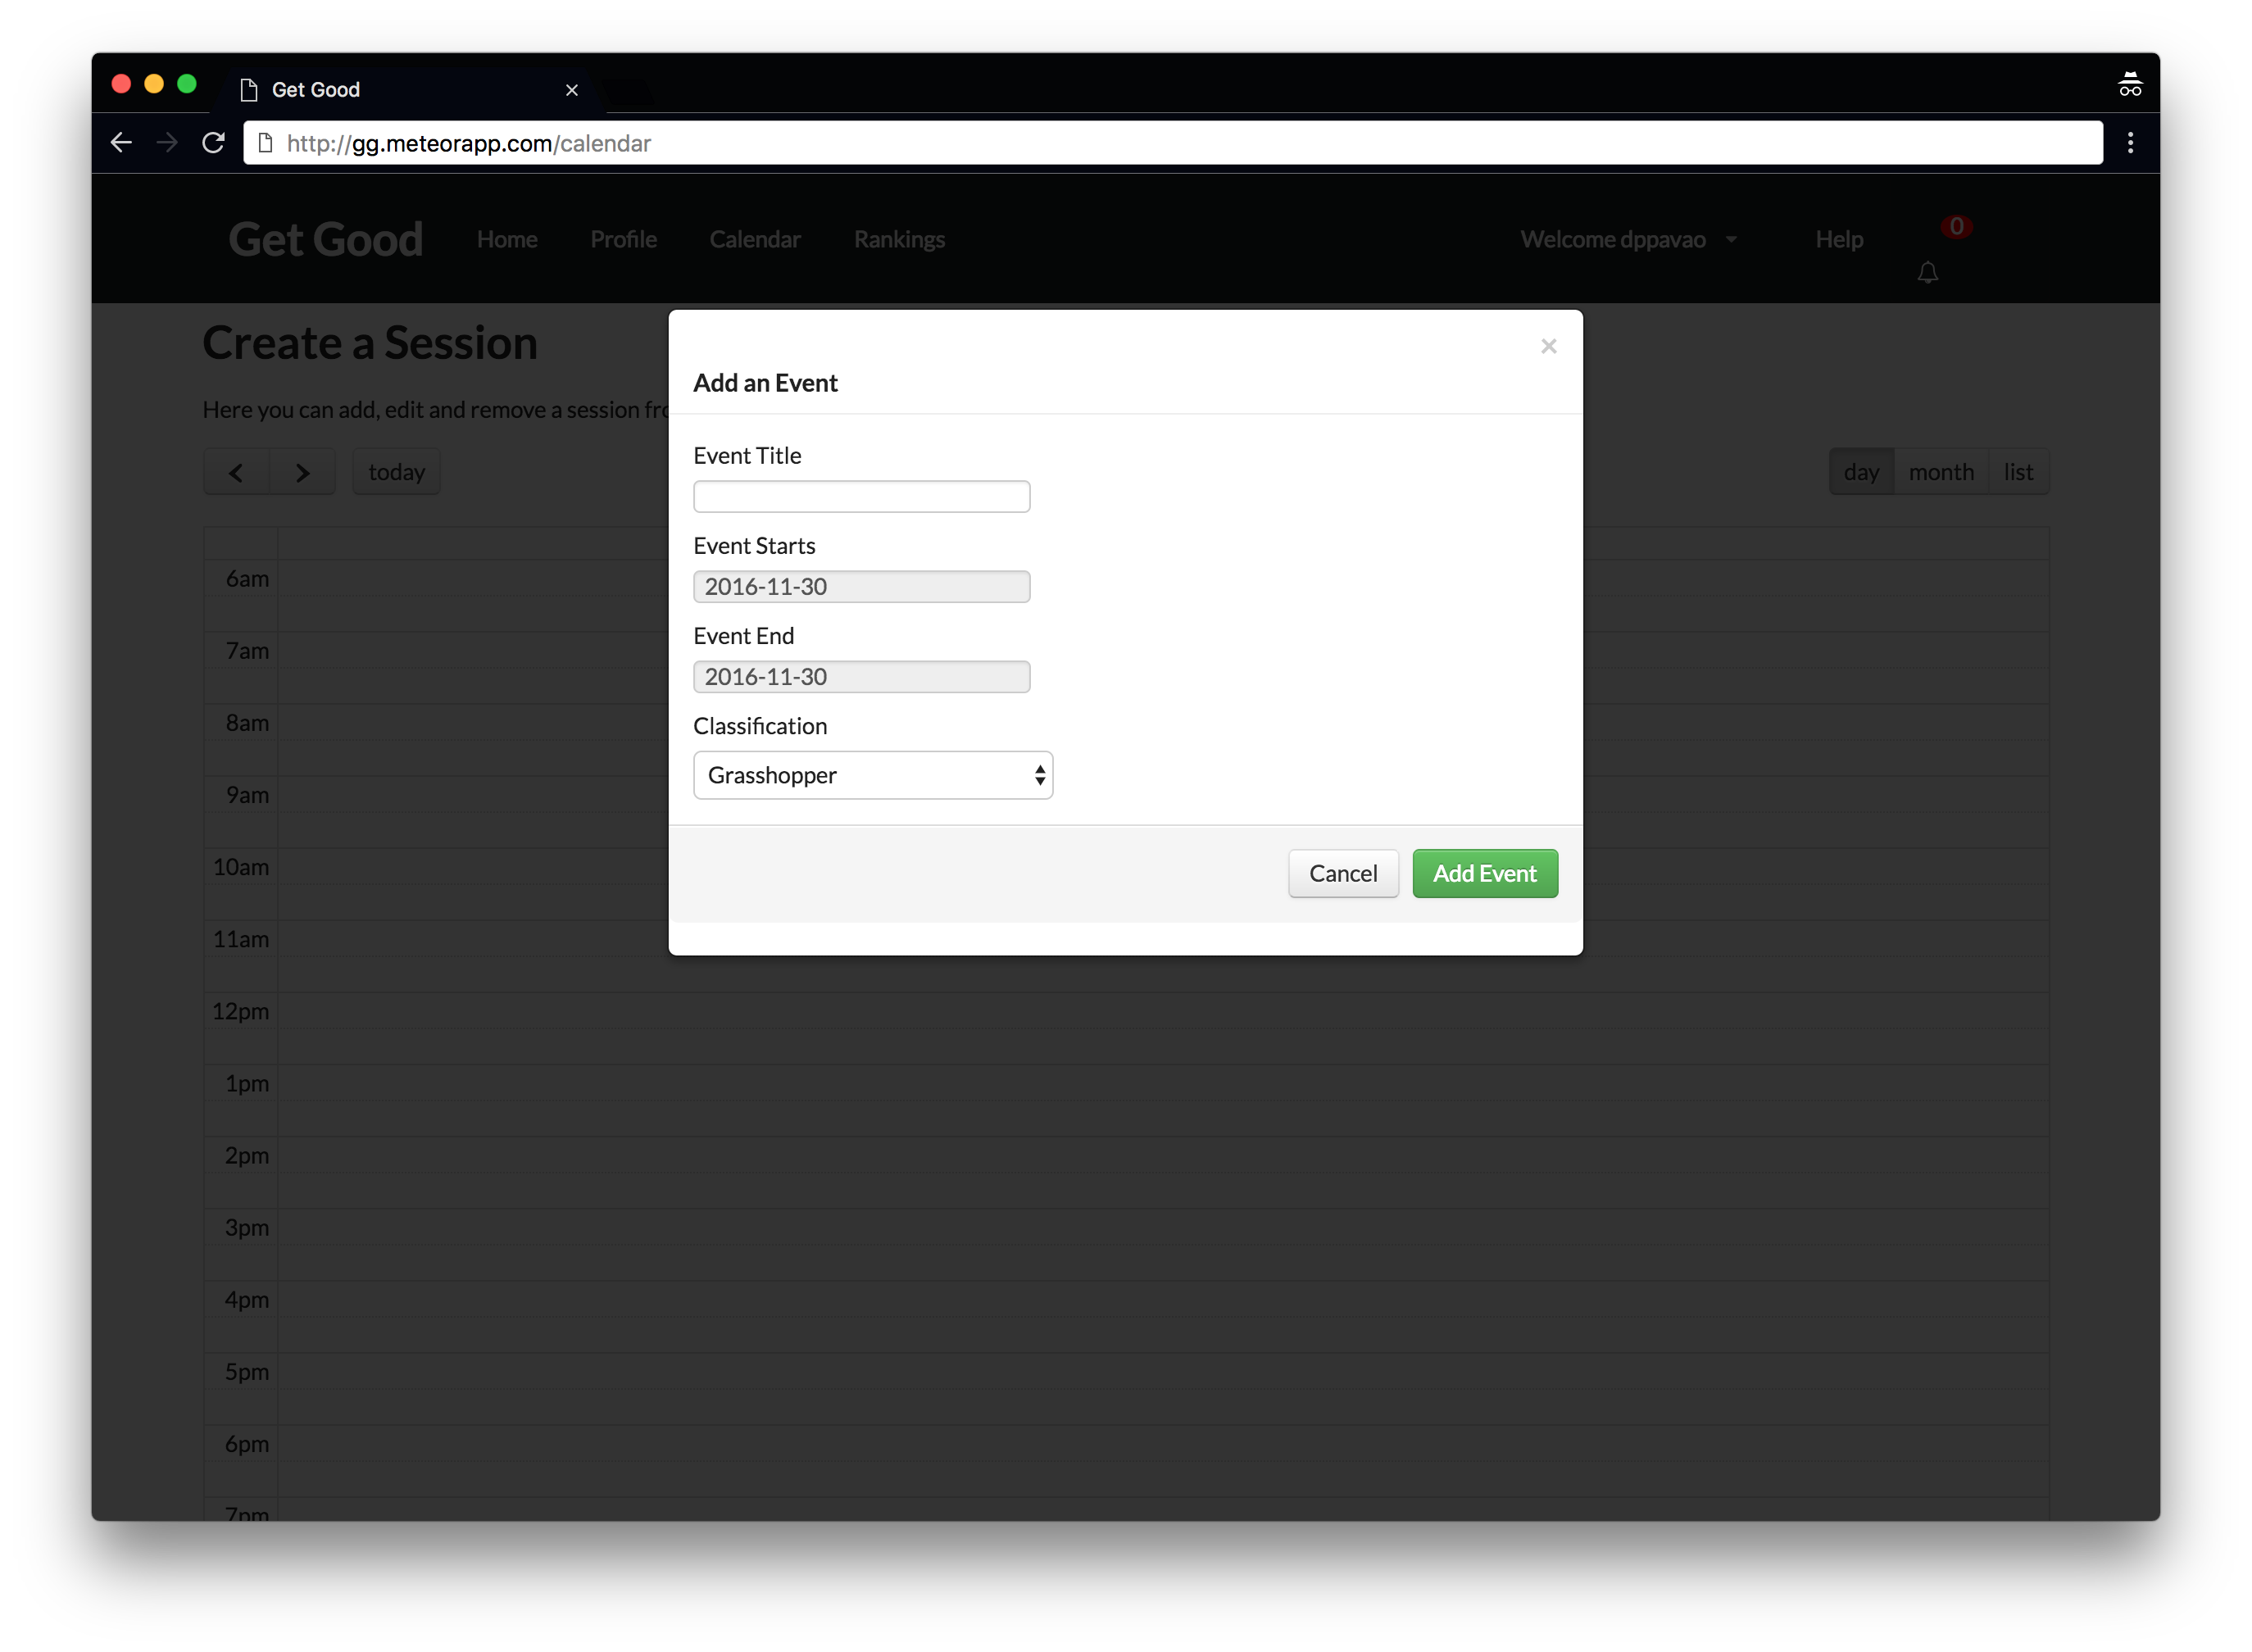 Get Good
http://gg.meteorapp.com/calendar
Get Good Home Profile Calendar Rankings Welcome dppavao Help 0
Create a Session
Here you can add, edit and remove a session
today
day month list
Add an Event
Event Title
Event Starts
2016-11-30
Event End
2016-11-30
Classification
Grasshopper
Cancel Add Event
6am
7am
8am
9am
10am
11am
12pm
1pm
2pm
3pm
4pm
5pm
6pm
7pm